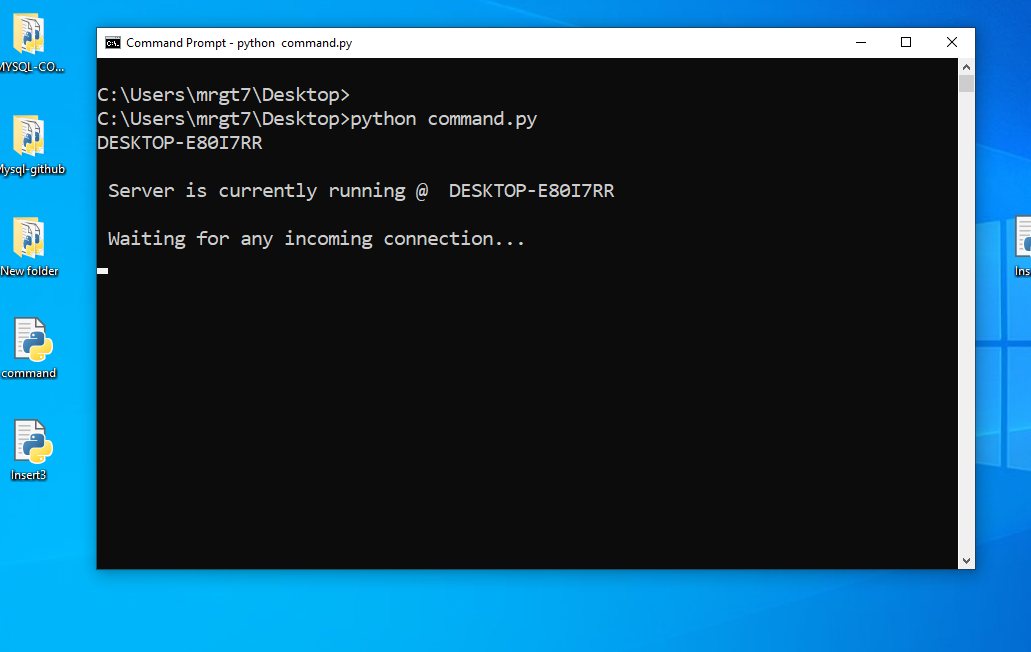 Command Prompt - python command.py
C:\Users\mrgt7\Desktop>
C:\Users\mrgt7\Desktop>python command.py
DESKTOP-E80I7RR
Server is currently running @ DESKTOP-E80I7RR
Waiting for any incoming connection...
MYSQL-CO...
Mysql-github
New folder
command
Insert3
Ins